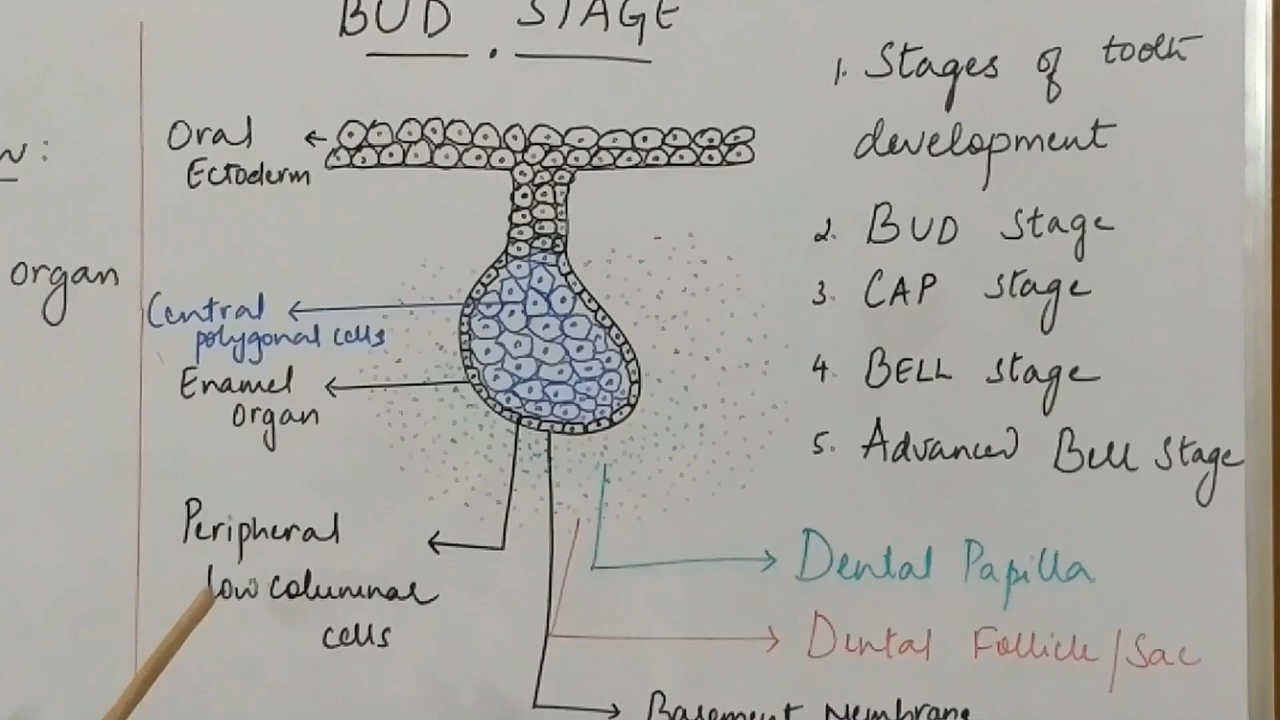 BUD STAGE
w:
organ
Oral
Ectoderm
Central
polygonal cells
Enamel
organ
Peripheral
low columnar
cells
1. Stages of tooth
development
2. BUD stage
3. CAP stage
4. BELL stage
5. Advanced Bell stage
Dental Papilla
Dental Follicle/Sac
Basement Membrane